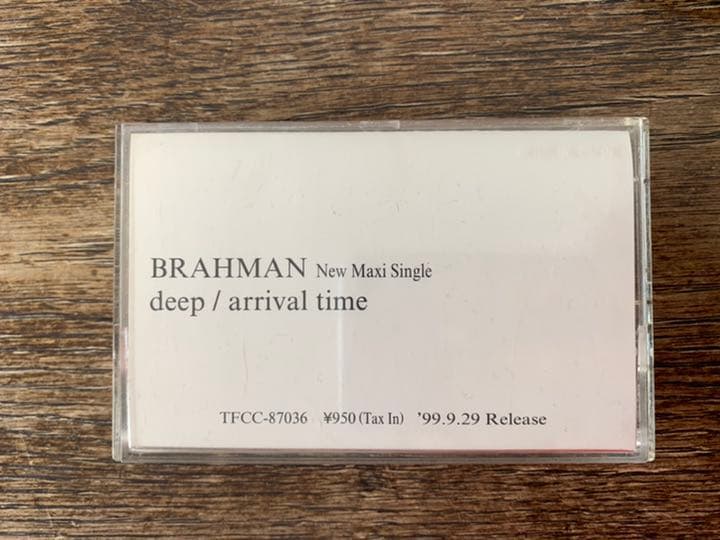 BRAHMAN New Maxi Single
deep / arrival time
TFCC-87036 ¥950 (Tax In) '99.9.29 Release